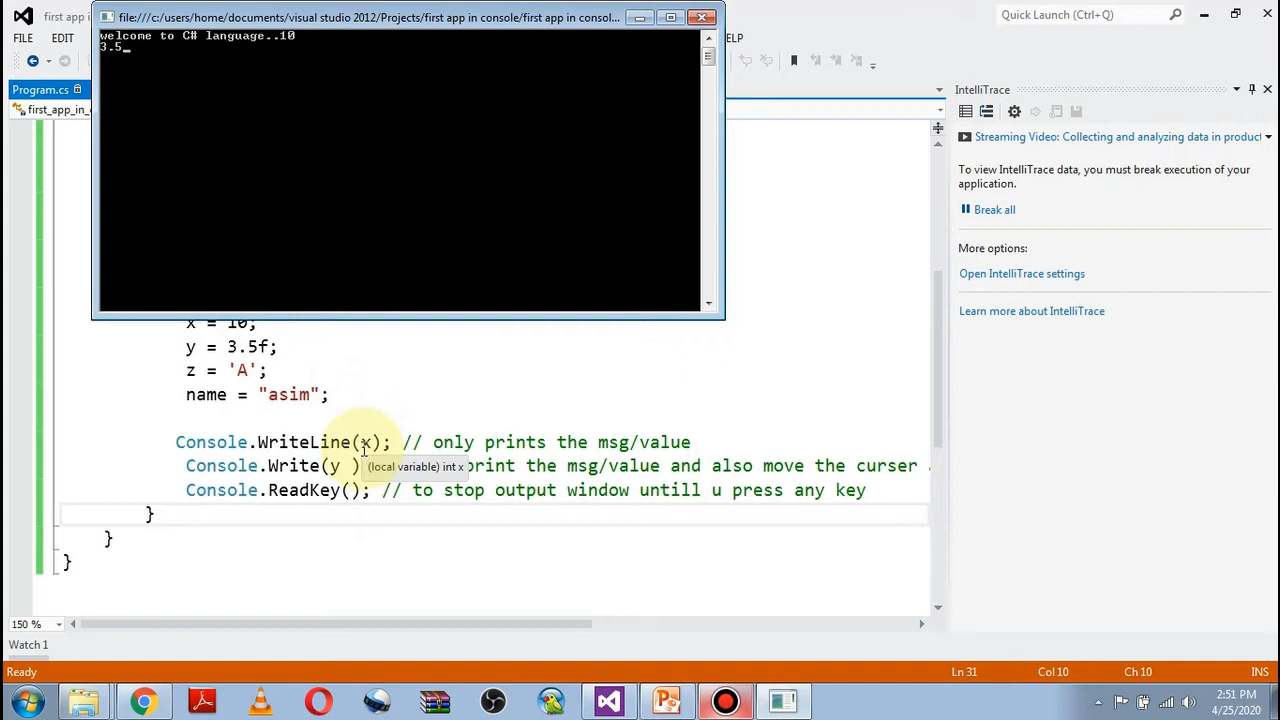 first app in
file:///c:/users/home/documents/visual studio 2012/Projects/first app in console/first app in consol...
Quick Launch (Ctrl+Q)
welcome to C# language..10
3.5_
FILE
EDIT
ELP
Program.cs
IntelliTrace
first_app_in_c
Streaming Video: Collecting and analyzing data in product
To view IntelliTrace data, you must break execution of your
application.
Break all
More options:
Open IntelliTrace settings
Learn more about IntelliTrace
x = 10;
y = 3.5f;
z = 'A';
name = "asim";
Console.WriteLine(x); // only prints the msg/value
Console.Write(y ) print the msg/value and also move the curser
(local variable) int x
Console.ReadKey(); // to stop output window untill u press any key
}
}
}
150 %
Watch 1
Ready
Ln 31
Col 10
Ch 10
INS
2:51 PM
4/25/2020